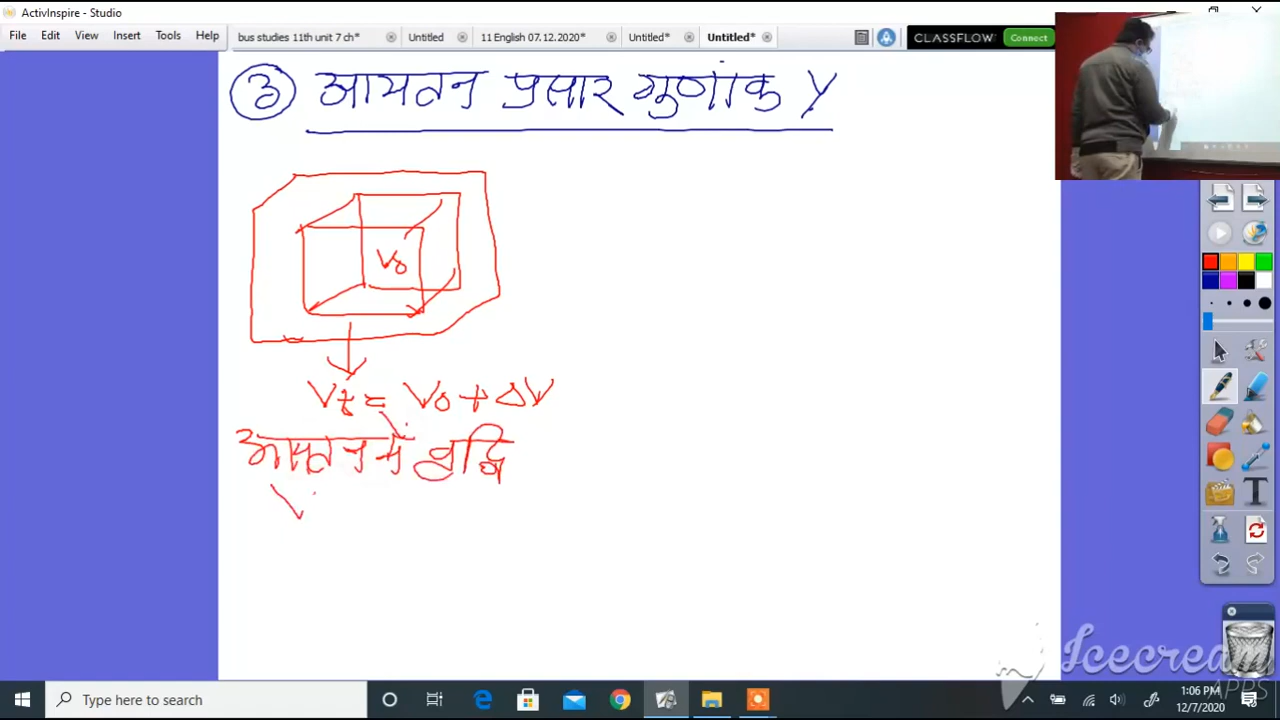 ActivInspire - Studio
File Edit View Insert Tools Help
bus studies 11th unit 7 ch* Untitled 11 English 07.12.2020* Untitled* Untitled*
CLASSFLOW Connect
③ आयतन प्रसार गुणांक γ
V₀
Vt = V₀ + ΔV
आयतन में वृद्धि
V
Icecream
APPS
Type here to search
1:06 PM
12/7/2020